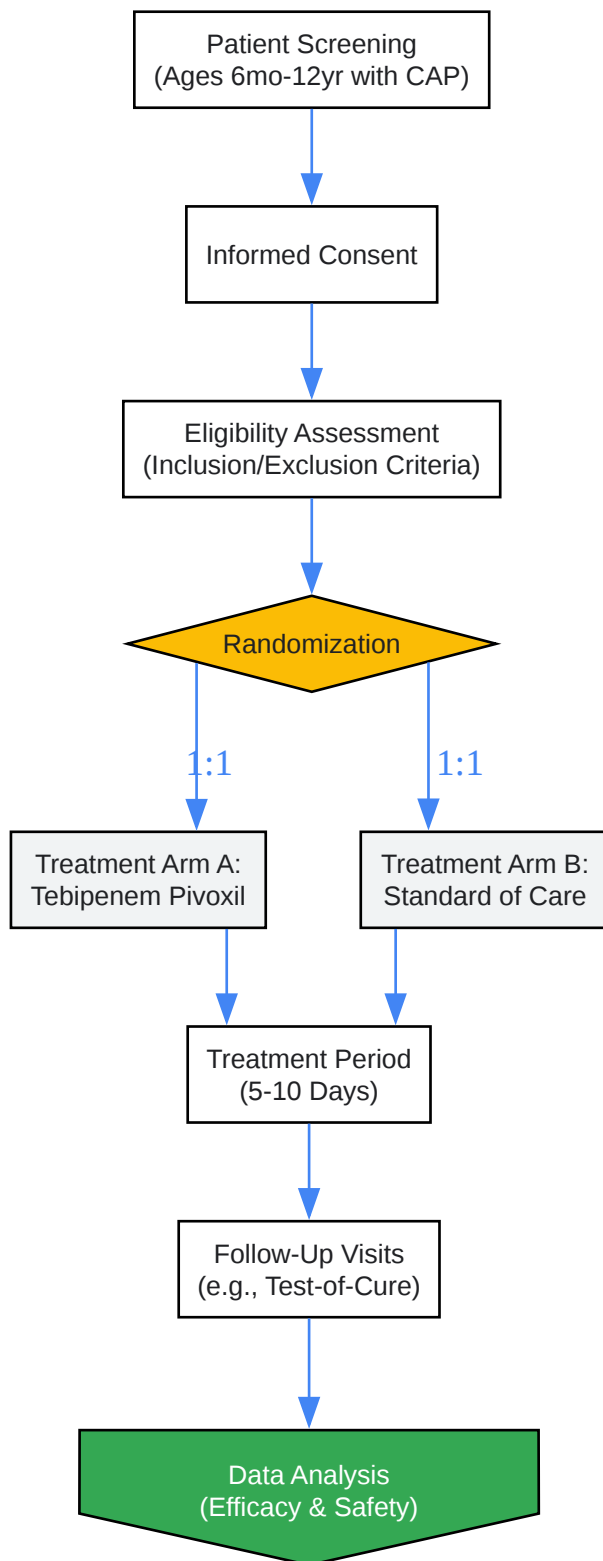 Patient Screening
(Ages 6mo-12yr with CAP)
Informed Consent
Eligibility Assessment
(Inclusion/Exclusion Criteria)
Randomization
1:1
1:1
Treatment Arm A:
Tebipenem Pivoxil
Treatment Arm B:
Standard of Care
Treatment Period
(5-10 Days)
Follow-Up Visits
(e.g., Test-of-Cure)
Data Analysis
(Efficacy & Safety)